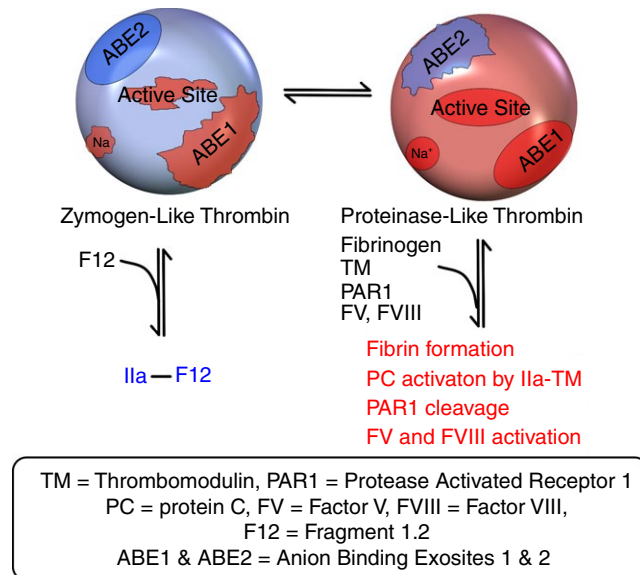 ABE2
Active Site
Na
ABE1
ABE2
Active Site
Na⁺
ABE1
Zymogen-Like Thrombin
Proteinase-Like Thrombin
F12
Fibrinogen
TM
PAR1
FV, FVIII
IIa — F12
Fibrin formation
PC activaton by IIa-TM
PAR1 cleavage
FV and FVIII activation
TM = Thrombomodulin, PAR1 = Protease Activated Receptor 1
PC = protein C, FV = Factor V, FVIII = Factor VIII,
F12 = Fragment 1.2
ABE1 & ABE2 = Anion Binding Exosites 1 & 2